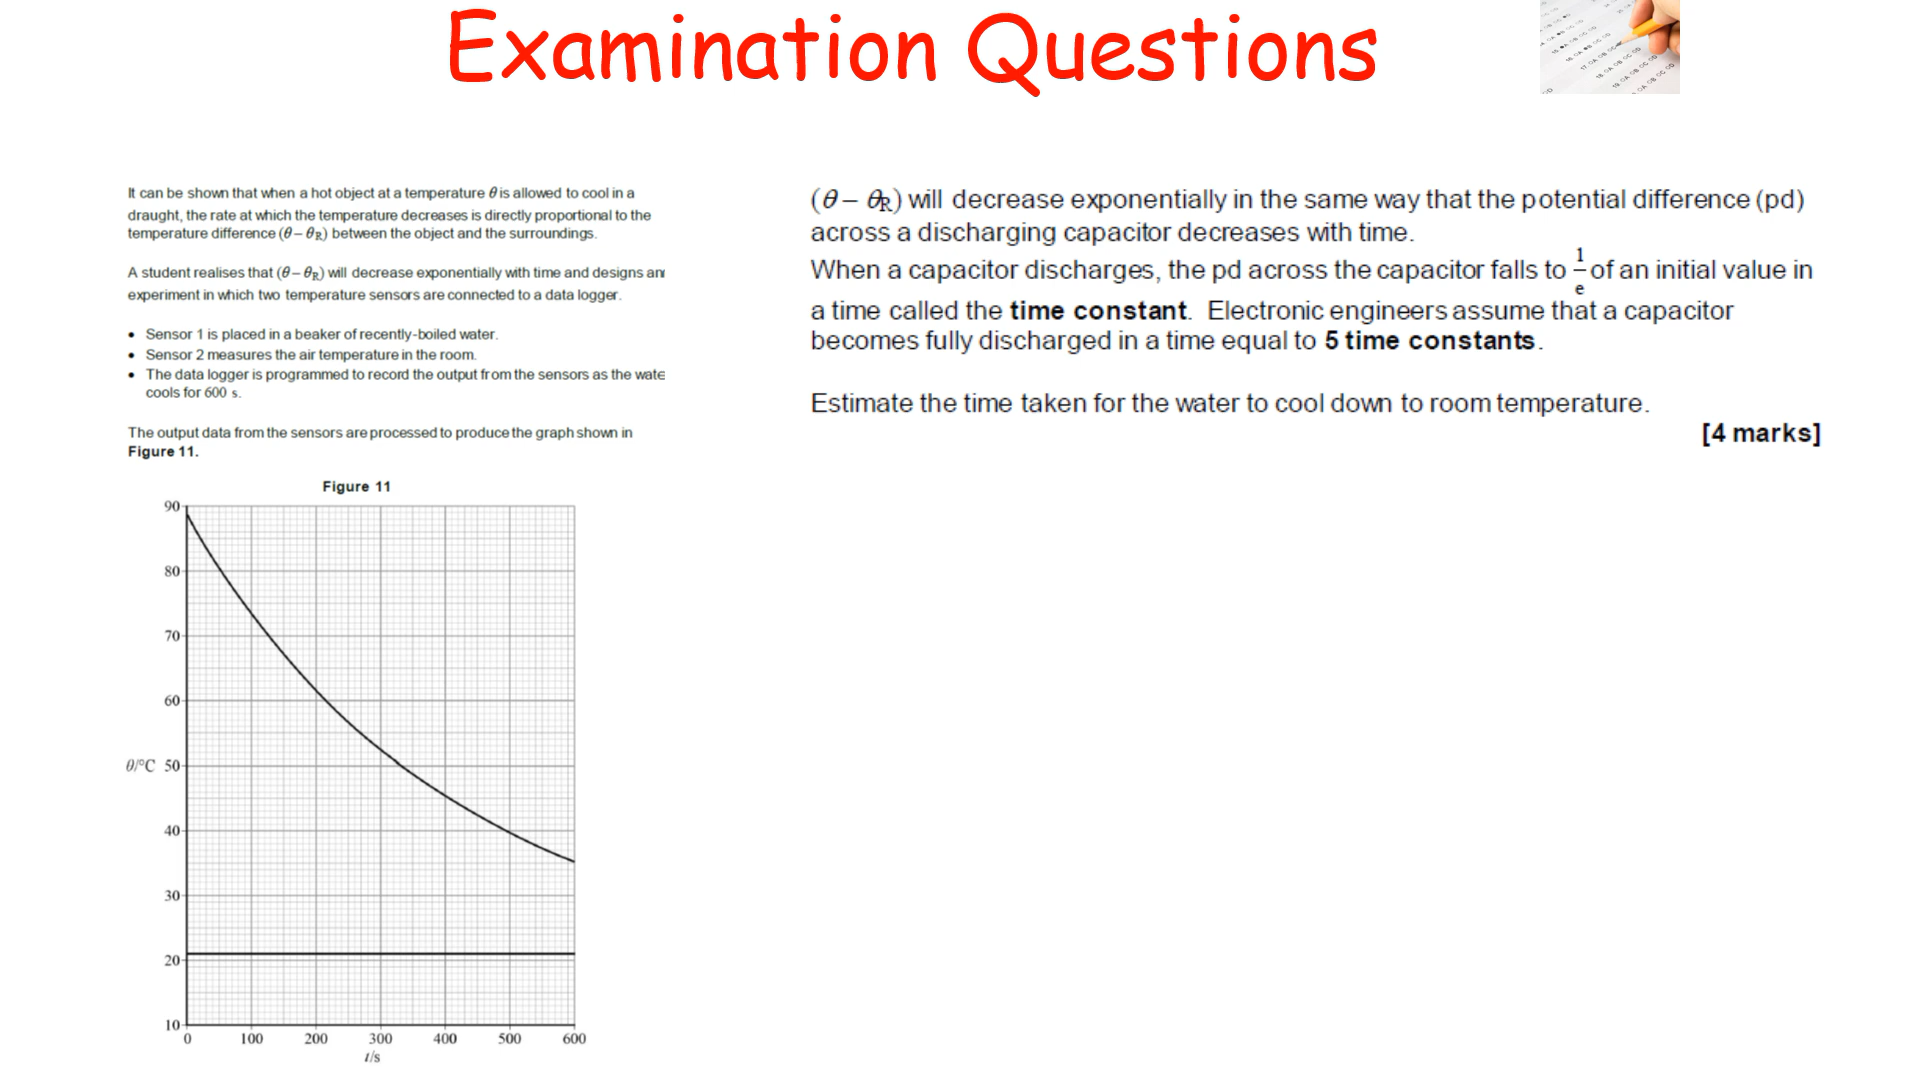 Examination Questions
It can be shown that when a hot object at a temperature θ is allowed to cool in a
draught, the rate at which the temperature decreases is directly proportional to the
temperature difference (θ – θR) between the object and the surroundings.
A student realises that (θ – θR) will decrease exponentially with time and designs an
experiment in which two temperature sensors are connected to a data logger.
• Sensor 1 is placed in a beaker of recently-boiled water.
• Sensor 2 measures the air temperature in the room.
• The data logger is programmed to record the output from the sensors as the wate
cools for 600 s.
The output data from the sensors are processed to produce the graph shown in
Figure 11.
Figure 11
90
80
70
60
θ/°C 50
40
30
20
10
0 100 200 300 400 500 600
t/s
(θ – θR) will decrease exponentially in the same way that the potential difference (pd)
across a discharging capacitor decreases with time.
When a capacitor discharges, the pd across the capacitor falls to 1/e of an initial value in
a time called the time constant. Electronic engineers assume that a capacitor
becomes fully discharged in a time equal to 5 time constants.
Estimate the time taken for the water to cool down to room temperature.
[4 marks]